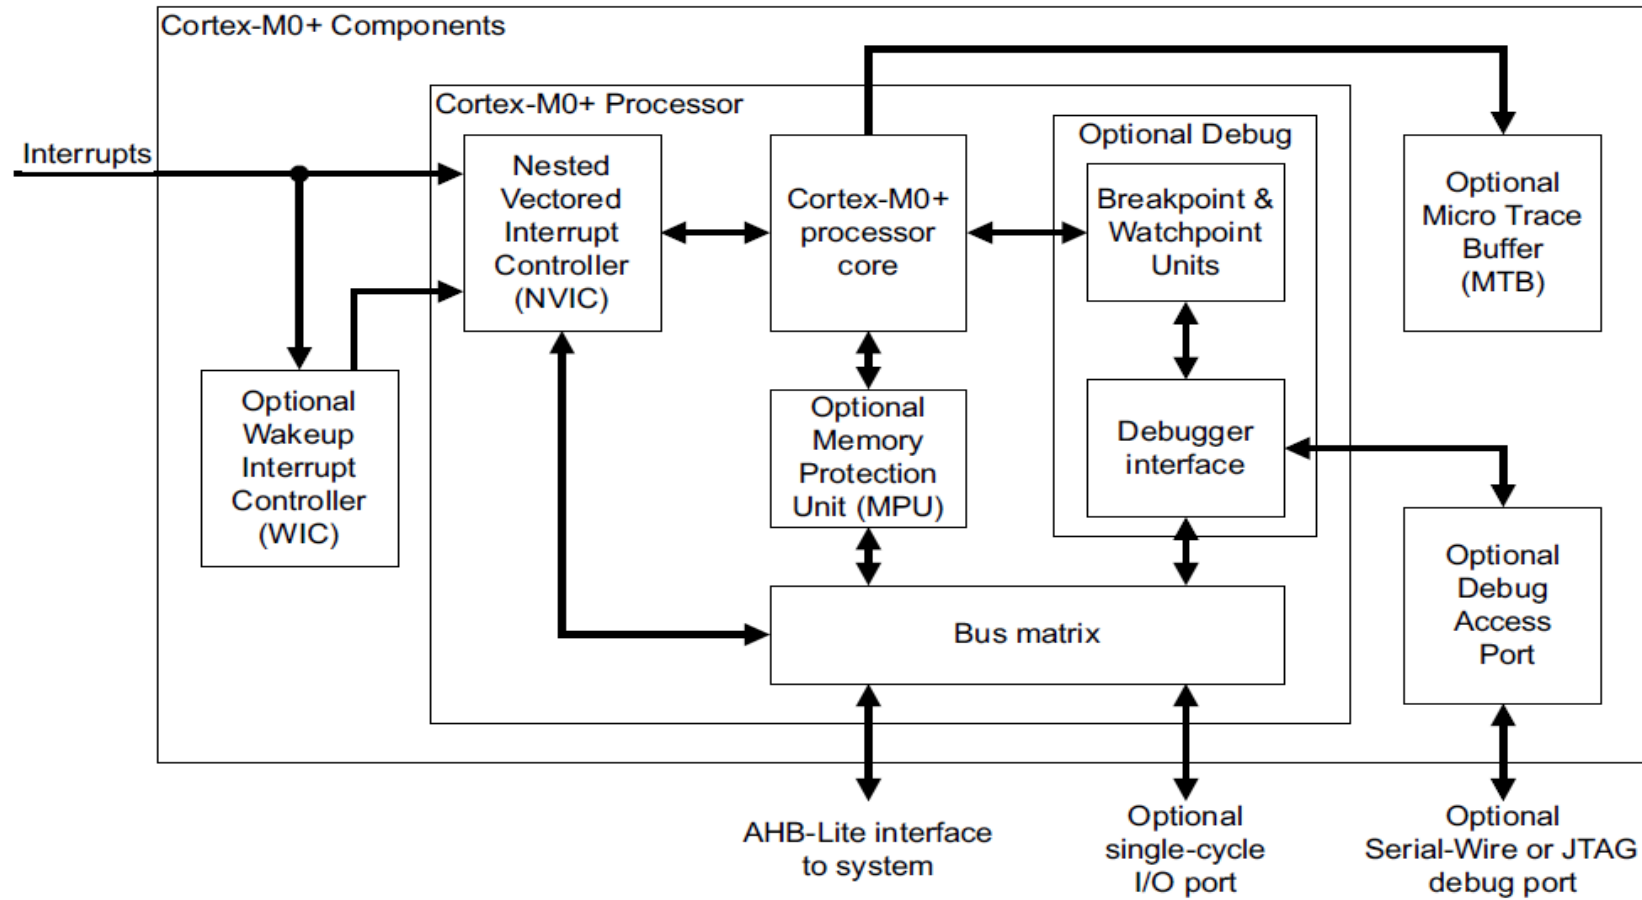 Cortex-M0+ Components
Cortex-M0+ Processor
Interrupts
Nested
Vectored
Interrupt
Controller
(NVIC)
Cortex-M0+
processor
core
Optional Debug
Breakpoint &
Watchpoint
Units
Optional
Micro Trace
Buffer
(MTB)
Optional
Wakeup
Interrupt
Controller
(WIC)
Optional
Memory
Protection
Unit (MPU)
Debugger
interface
Optional
Debug
Access
Port
Bus matrix
AHB-Lite interface
to system
Optional
single-cycle
I/O port
Optional
Serial-Wire or JTAG
debug port